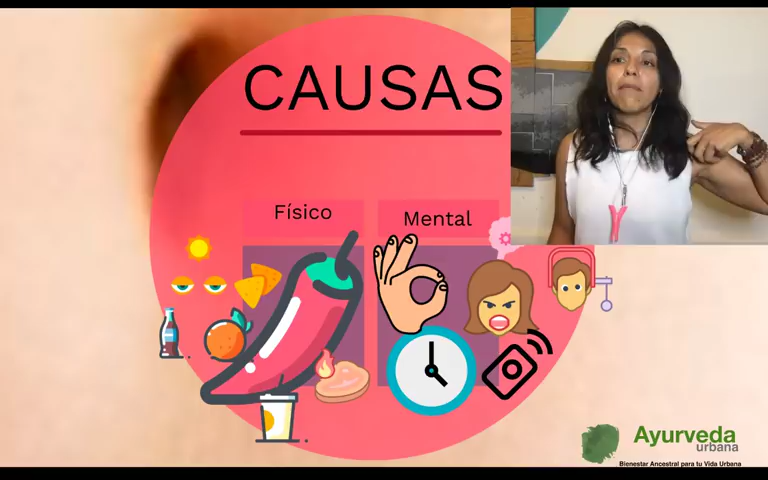 CAUSAS
Físico
Mental
Ayurveda
urbana
Bienestar Ancestral para tu Vida Urbana